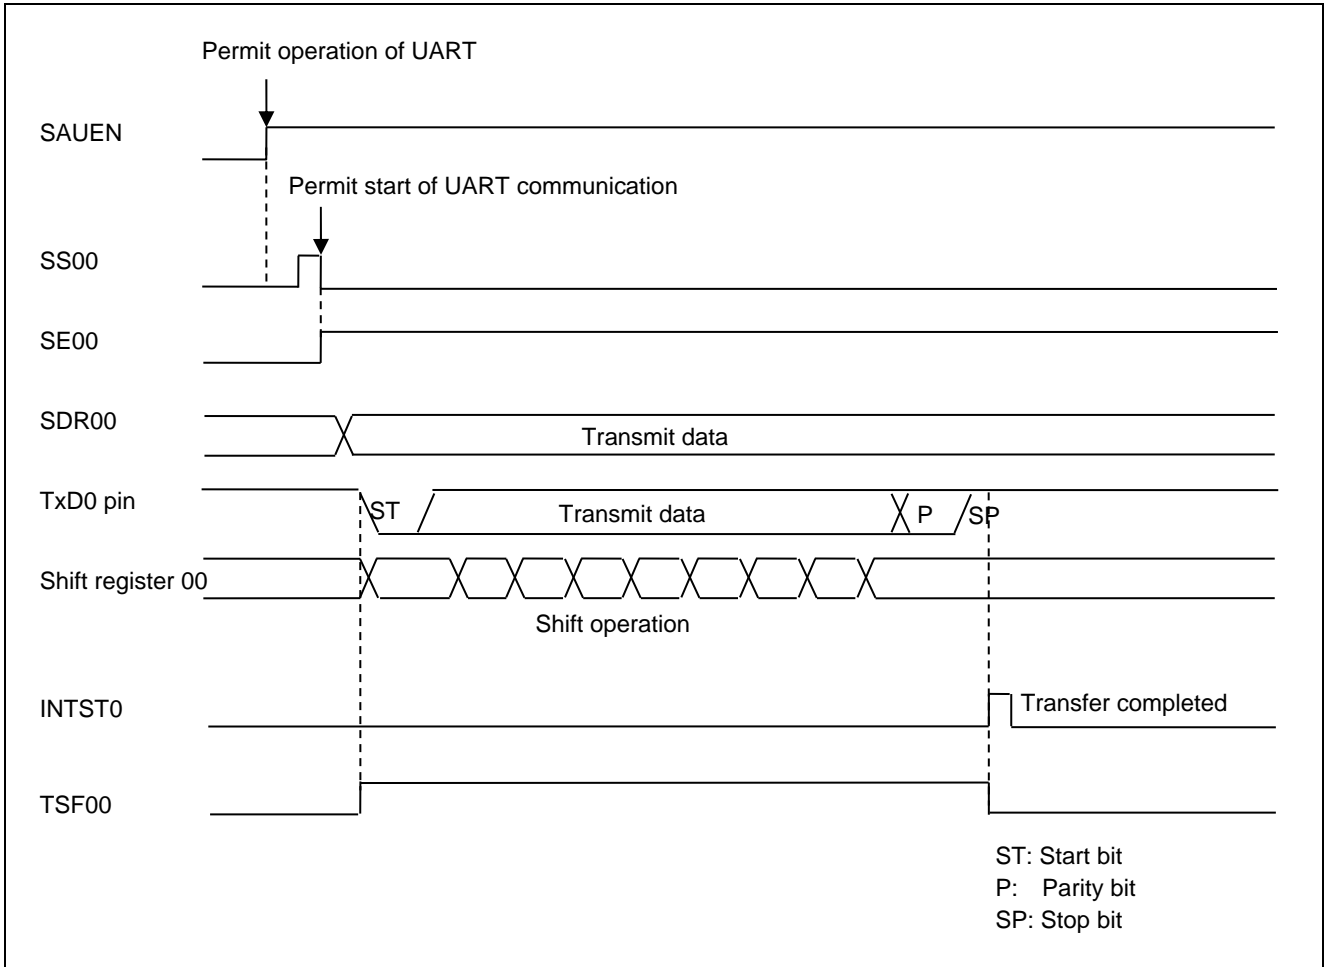 Permit operation of UART
SAUEN
Permit start of UART communication
SS00
SE00
SDR00
Transmit data
TxD0 pin
ST
Transmit data
P
SP
Shift register 00
Shift operation
INTST0
Transfer completed
TSF00
ST: Start bit
P: Parity bit
SP: Stop bit